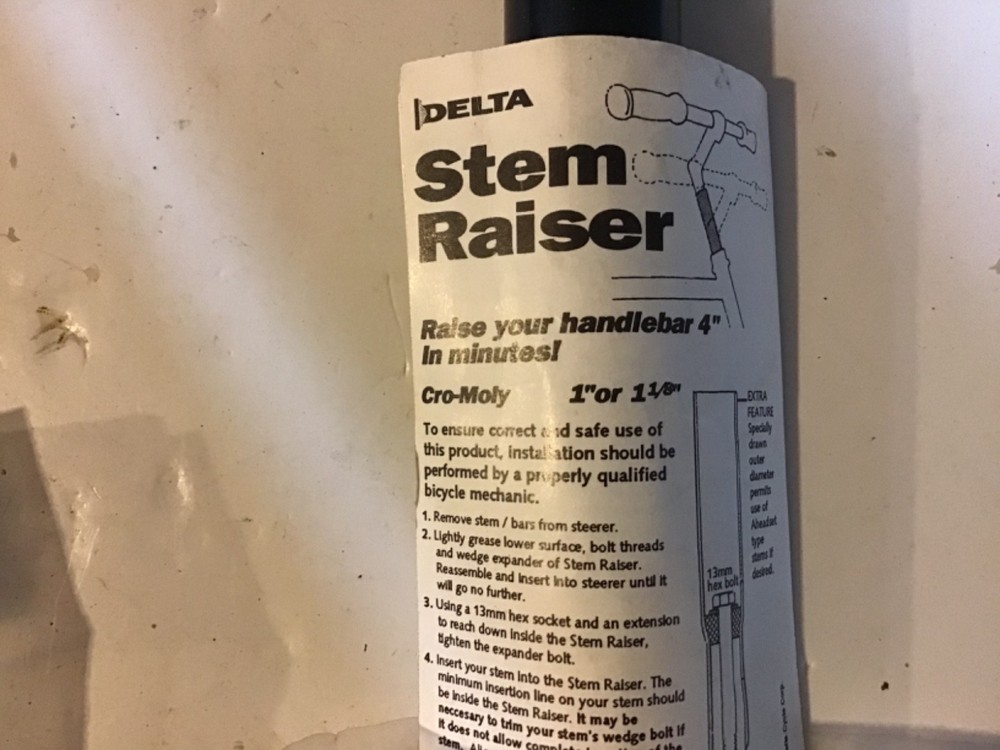 DELTA
Stem
Raiser
Raise your handlebar 4"
In minutes!
Cro-Moly 1" or 1 1/8"
To ensure correct and safe use of
this product, installation should be
performed by a properly qualified
bicycle mechanic.
1. Remove stem / bars from steerer.
2. Lightly grease lower surface, bolt threads
and wedge expander of Stem Raiser.
Reassemble and insert into steerer until it
will go no further.
3. Using a 13mm hex socket and an extension
to reach down inside the Stem Raiser,
tighten the expander bolt.
4. Insert your stem into the Stem Raiser. The
minimum insertion line on your stem should
be inside the Stem Raiser. It may be
neccesary to trim your stem's wedge bolt if
it does not allow of the
stem.
EXTRA
FEATURE
Specially
drawn
outer
diameter
permits
use of
Aheadset
type
stems if
desired.
13mm
hex bolt